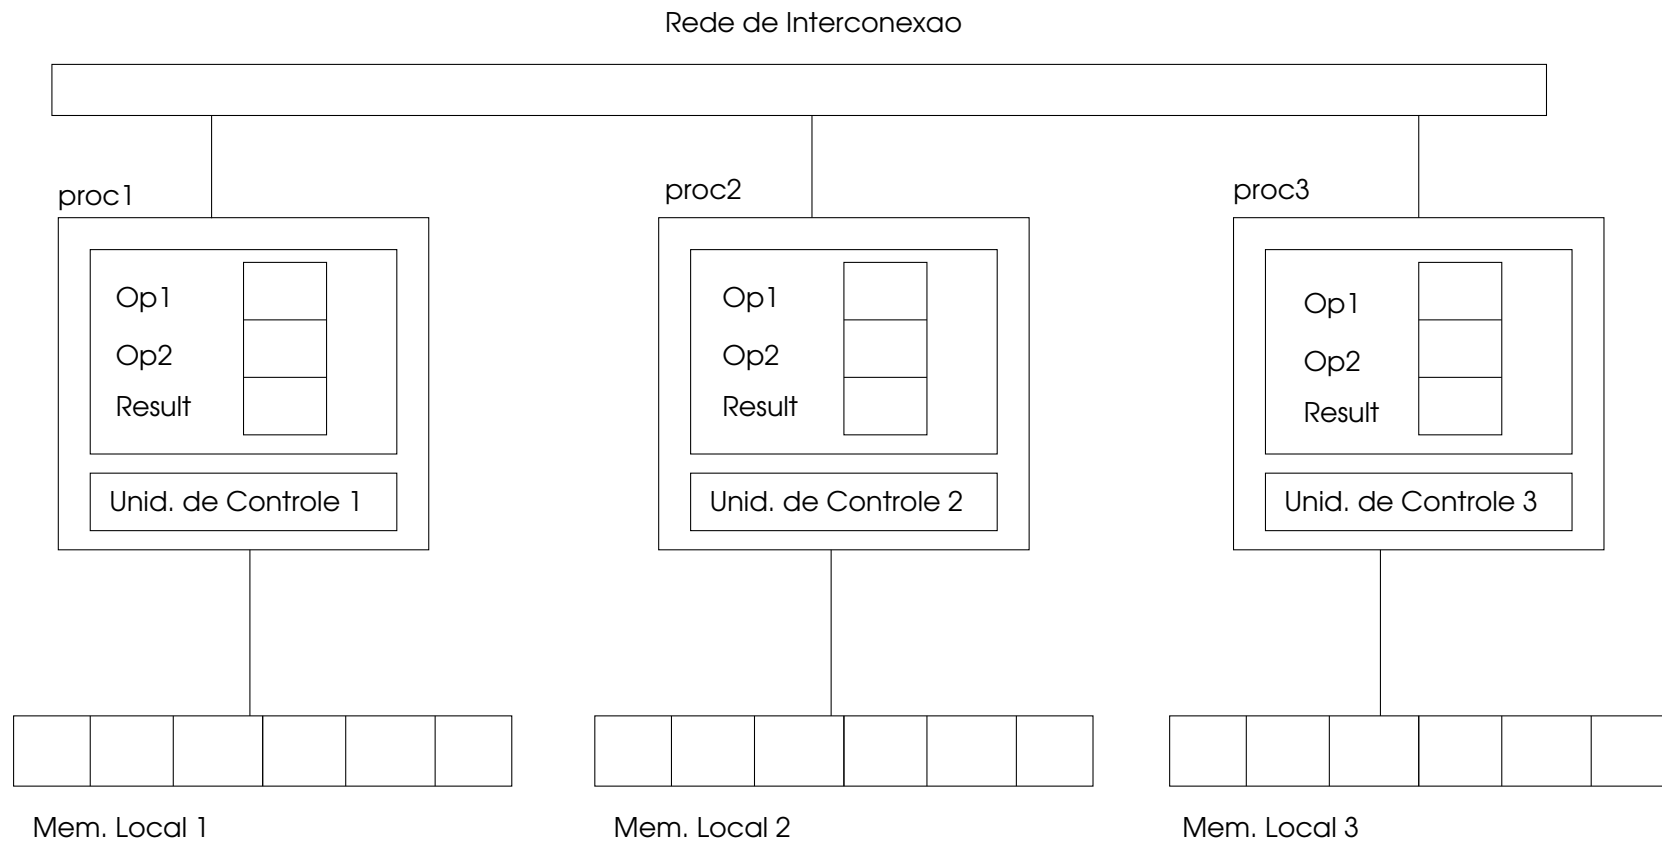 Rede de Interconexao
proc1
proc2
proc3
Op1
Op2
Result
Unid. de Controle 1
Op1
Op2
Result
Unid. de Controle 2
Op1
Op2
Result
Unid. de Controle 3
Mem. Local 1
Mem. Local 2
Mem. Local 3